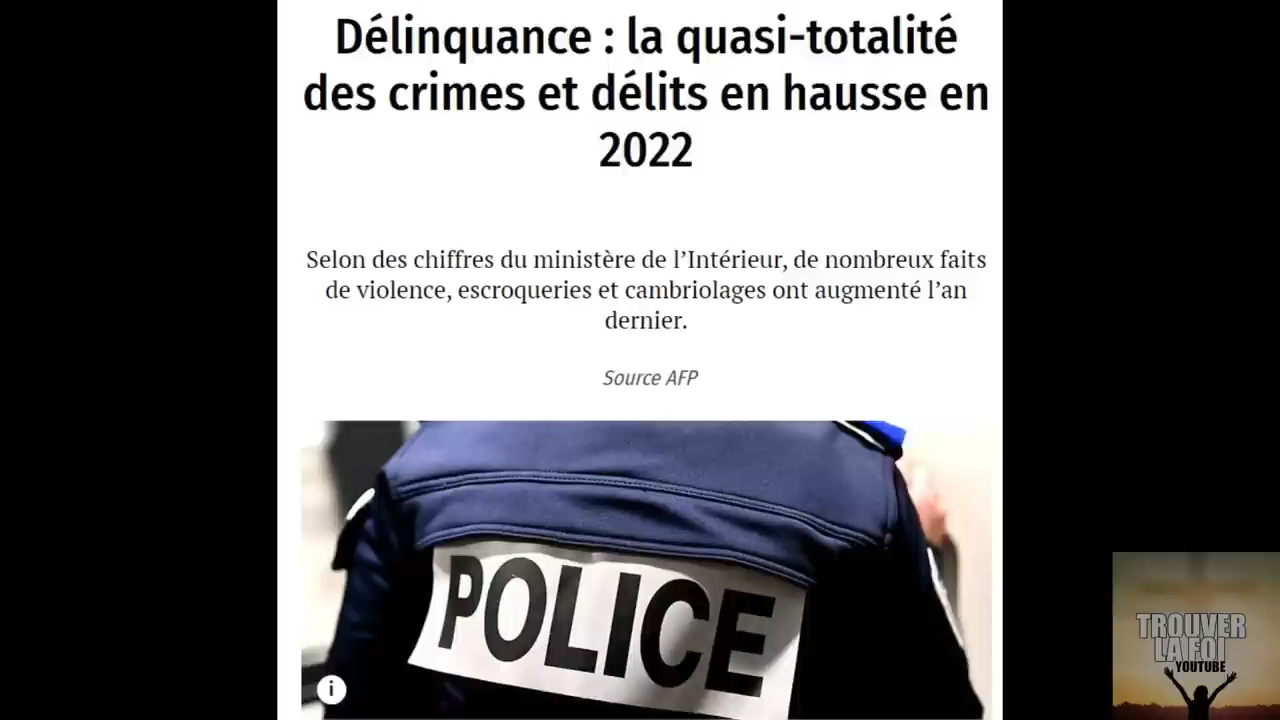 Délinquance : la quasi-totalité
des crimes et délits en hausse en
2022
Selon des chiffres du ministère de l’Intérieur, de nombreux faits
de violence, escroqueries et cambriolages ont augmenté l’an
dernier.
Source AFP
POLICE
i
TROUVER
LA FOI
YOUTUBE